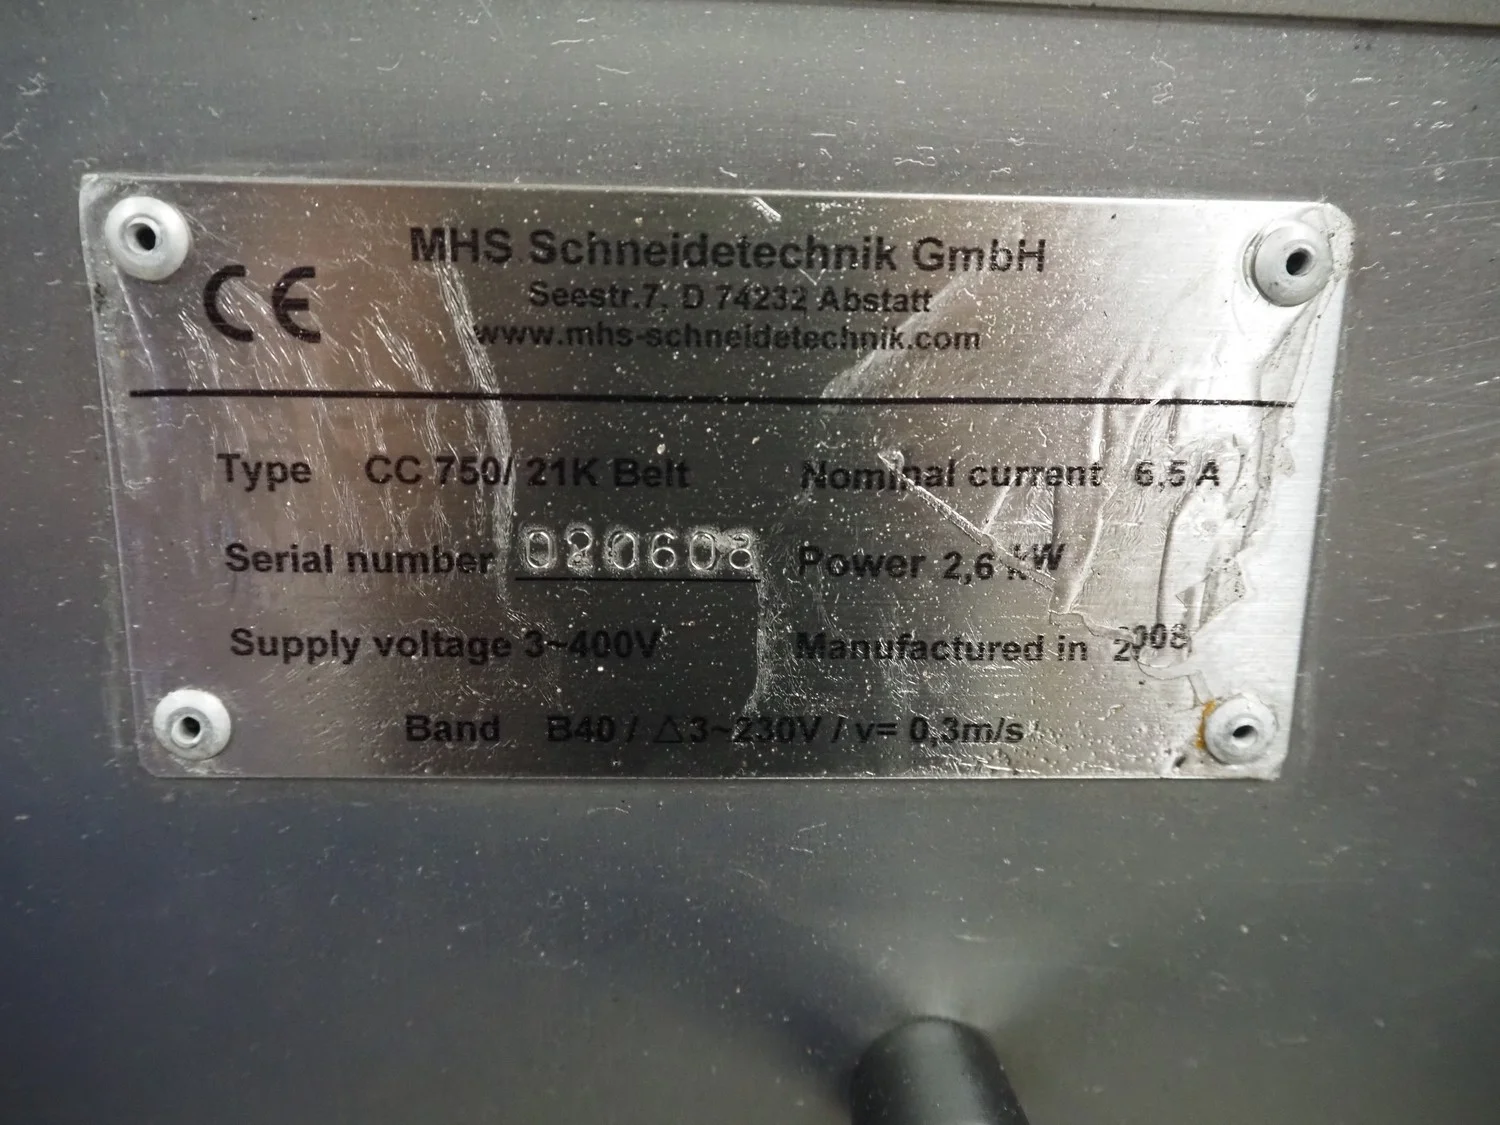 MHS Schneidetechnik GmbH
CE
Seestr.7, D 74232 Abstatt
www.mhs-schneidetechnik.com
Type CC 750/ 21K Belt Nominal current 6,5 A
Serial number 020608 Power 2,6 kW
Supply voltage 3~400V Manufactured in 2008
Band B40 / △3~230V / v= 0,3m/s